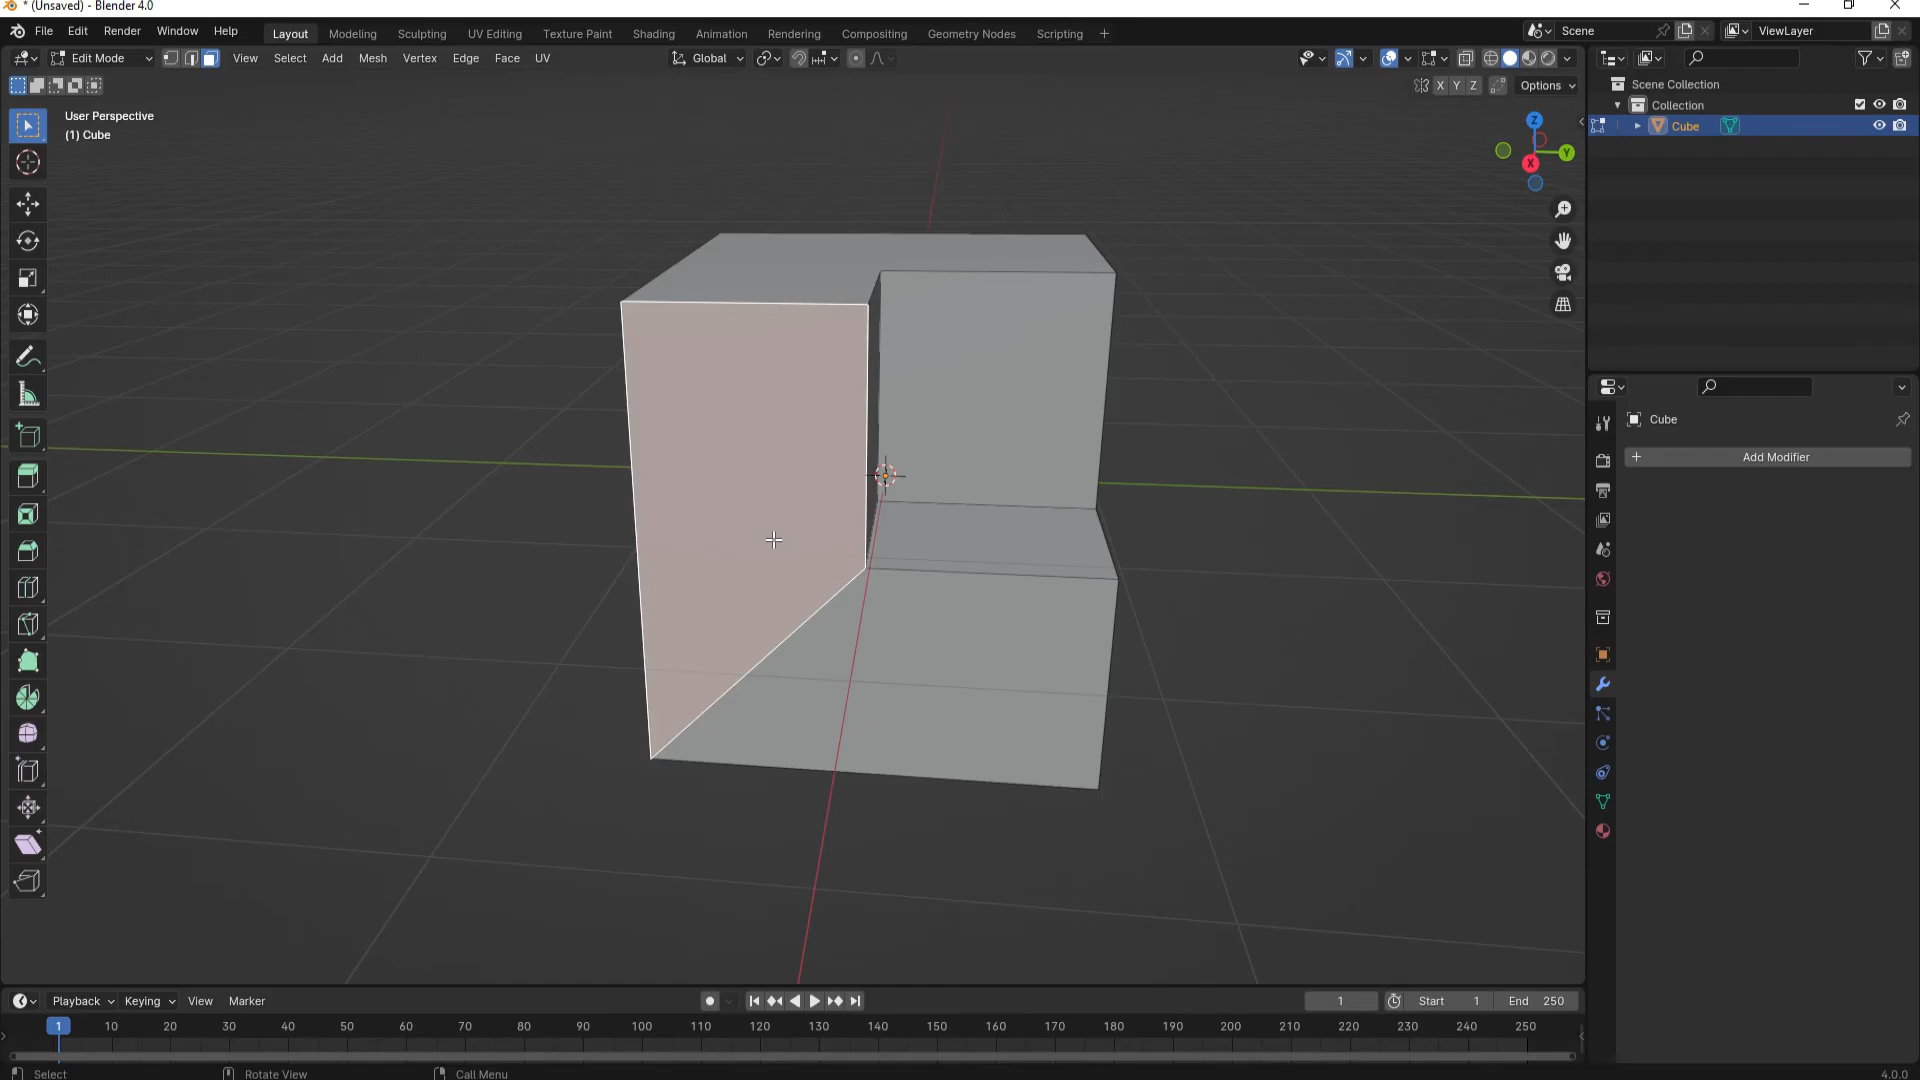 * (Unsaved) - Blender 4.0
File Edit Render Window Help
Layout Modeling Sculpting UV Editing Texture Paint Shading Animation Rendering Compositing Geometry Nodes Scripting +
Scene
ViewLayer
Edit Mode View Select Add Mesh Vertex Edge Face UV
Global
X Y Z Options
User Perspective
(1) Cube
Z
Y
X
Scene Collection
Collection
Cube
Cube
+ Add Modifier
Playback Keying View Marker
1
Start 1
End 250
1 10 20 30 40 50 60 70 80 90 100 110 120 130 140 150 160 170 180 190 200 210 220 230 240 250
Select
Rotate View
Call Menu
4.0.0